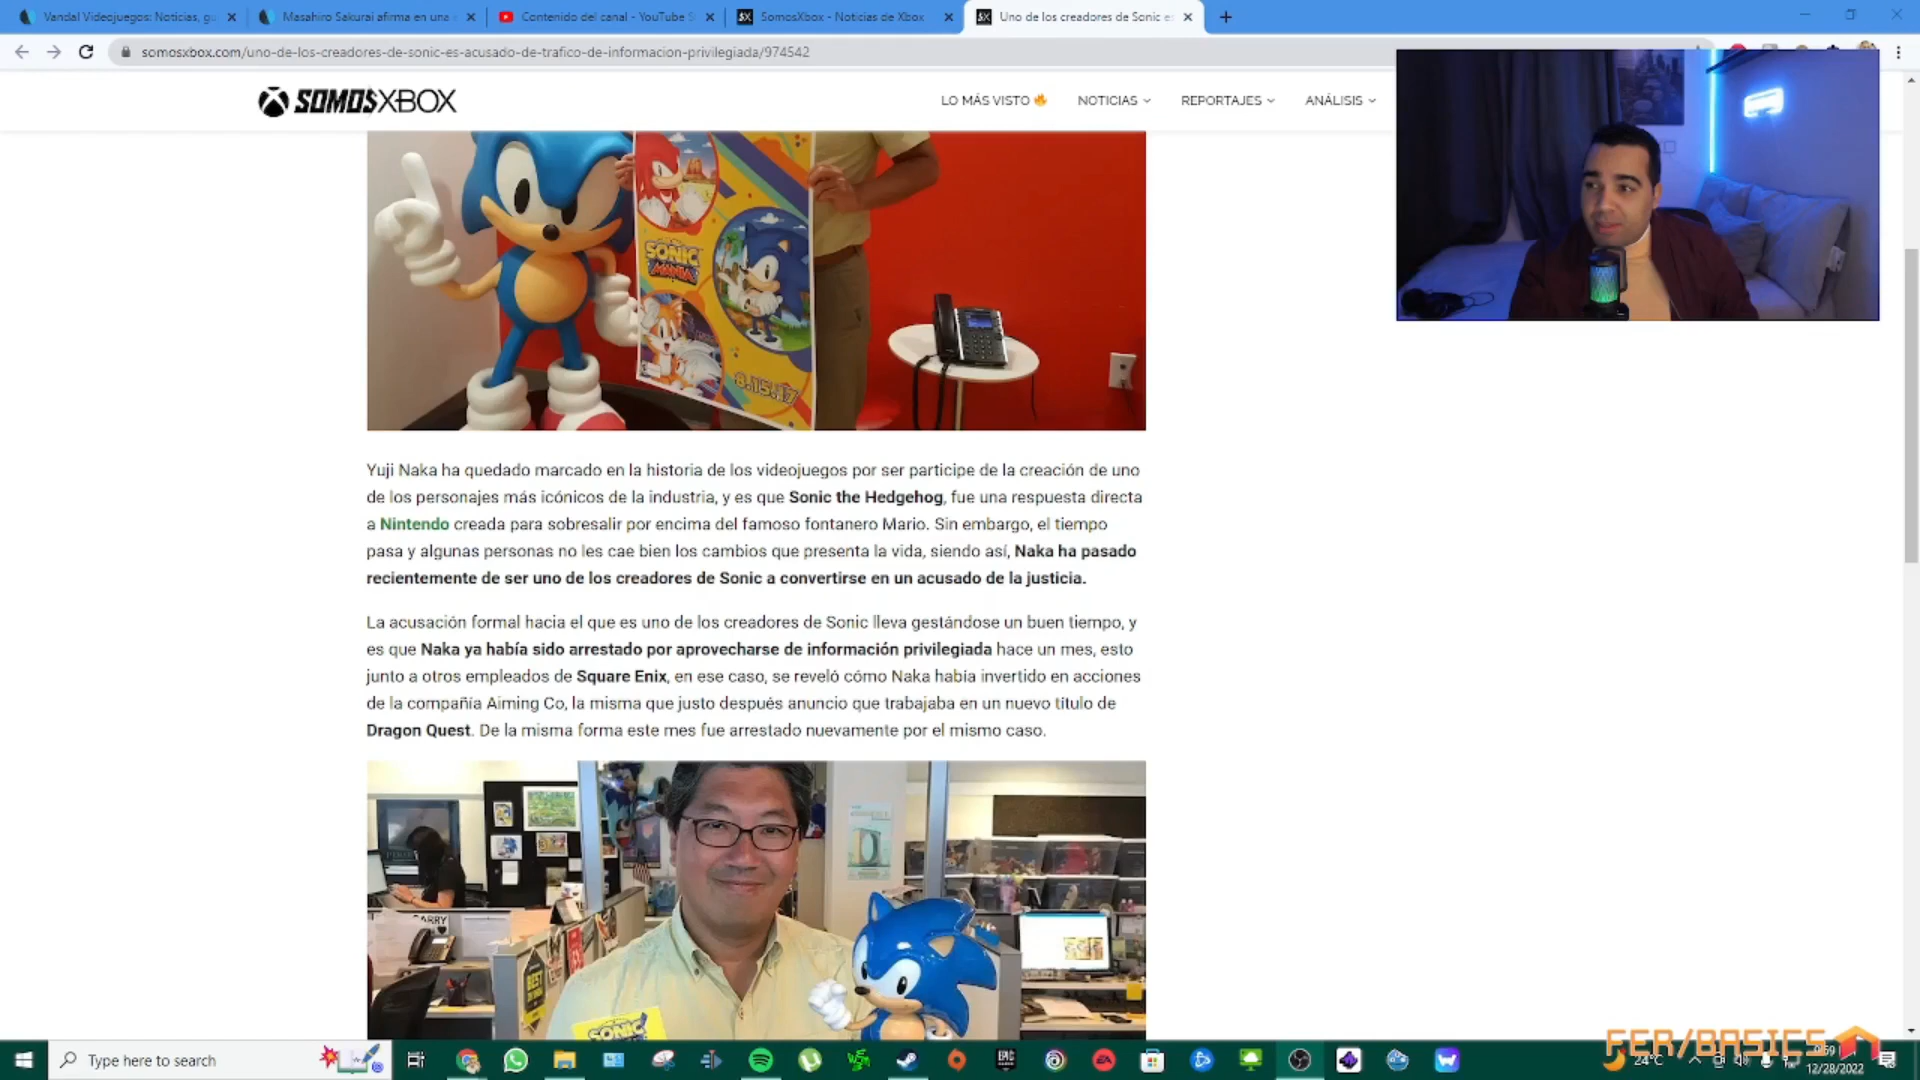 Vandal Videojuegos: Noticias, gu
Masahiro Sakurai afirma en una e
Contenido del canal - YouTube S
SomosXbox - Noticias de Xbox
Uno de los creadores de Sonic es
somosxbox.com/uno-de-los-creadores-de-sonic-es-acusado-de-trafico-de-informacion-privilegiada/974542
SOMOSXBOX
LO MÁS VISTO
NOTICIAS
REPORTAJES
ANÁLISIS
SONIC
MANIA
8.15.17
Yuji Naka ha quedado marcado en la historia de los videojuegos por ser participe de la creación de uno
de los personajes más icónicos de la industria, y es que Sonic the Hedgehog, fue una respuesta directa
a Nintendo creada para sobresalir por encima del famoso fontanero Mario. Sin embargo, el tiempo
pasa y algunas personas no les cae bien los cambios que presenta la vida, siendo así, Naka ha pasado
recientemente de ser uno de los creadores de Sonic a convertirse en un acusado de la justicia.
La acusación formal hacia el que es uno de los creadores de Sonic lleva gestándose un buen tiempo, y
es que Naka ya había sido arrestado por aprovecharse de información privilegiada hace un mes, esto
junto a otros empleados de Square Enix, en ese caso, se reveló cómo Naka había invertido en acciones
de la compañía Aiming Co, la misma que justo después anuncio que trabajaba en un nuevo título de
Dragon Quest. De la misma forma este mes fue arrestado nuevamente por el mismo caso.
SONIC
FER/BASICS
Type here to search
EPIC
EA
24°C
12/28/2022